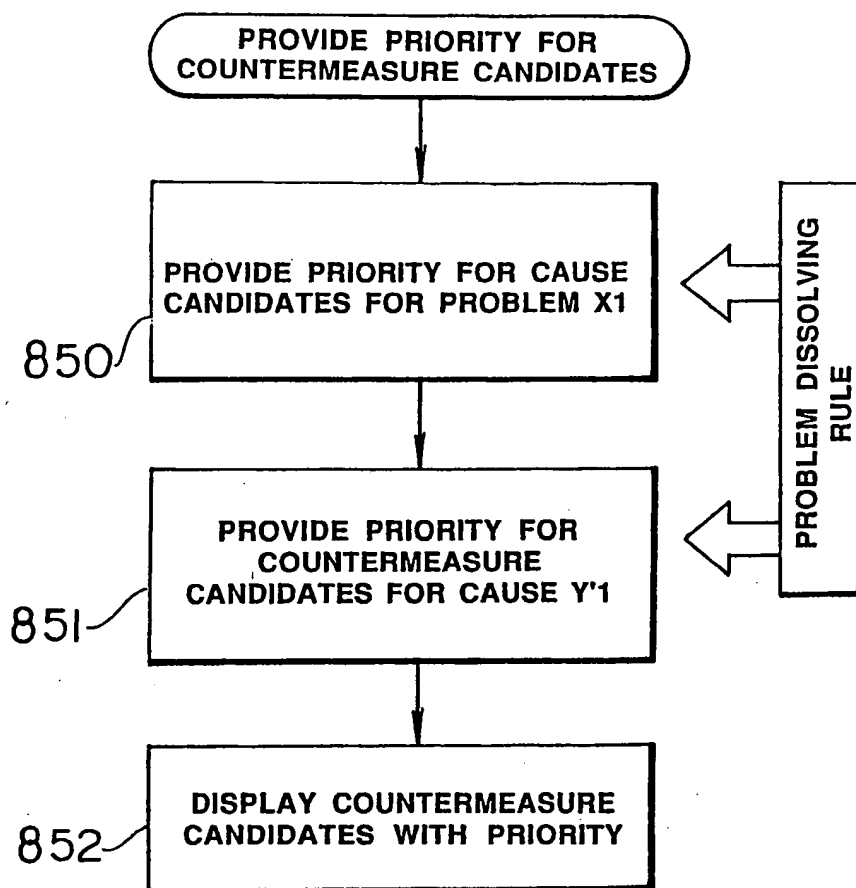 PROVIDE PRIORITY FOR
COUNTERMEASURE CANDIDATES
PROVIDE PRIORITY FOR CAUSE
CANDIDATES FOR PROBLEM X1
850
PROBLEM DISSOLVING
RULE
PROVIDE PRIORITY FOR
COUNTERMEASURE
CANDIDATES FOR CAUSE Y'1
851
DISPLAY COUNTERMEASURE
CANDIDATES WITH PRIORITY
852